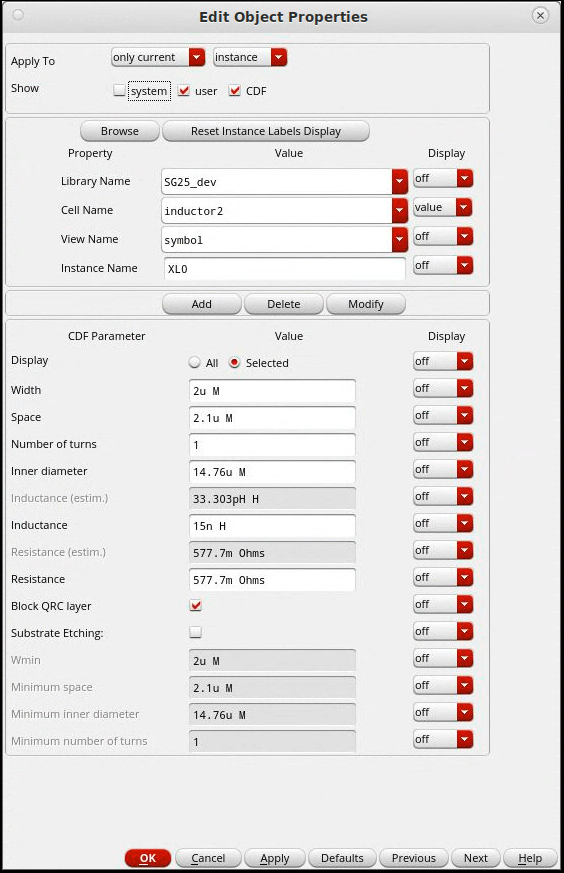 Edit Object Properties
Apply To only current instance
Show system user CDF
Browse Reset Instance Labels Display
Property Value Display
Library Name SG25_dev off
Cell Name inductor2 value
View Name symbol off
Instance Name XL0 off
Add Delete Modify
CDF Parameter Value Display
Display All Selected off
Width 2u M off
Space 2.1u M off
Number of turns 1 off
Inner diameter 14.76u M off
Inductance (estim.) 33.303pH H off
Inductance 15n H off
Resistance (estim.) 577.7m Ohms off
Resistance 577.7m Ohms off
Block QRC layer off
Substrate Etching: off
Wmin 2u M off
Minimum space 2.1u M off
Minimum inner diameter 14.76u M off
Minimum number of turns 1 off
OK Cancel Apply Defaults Previous Next Help